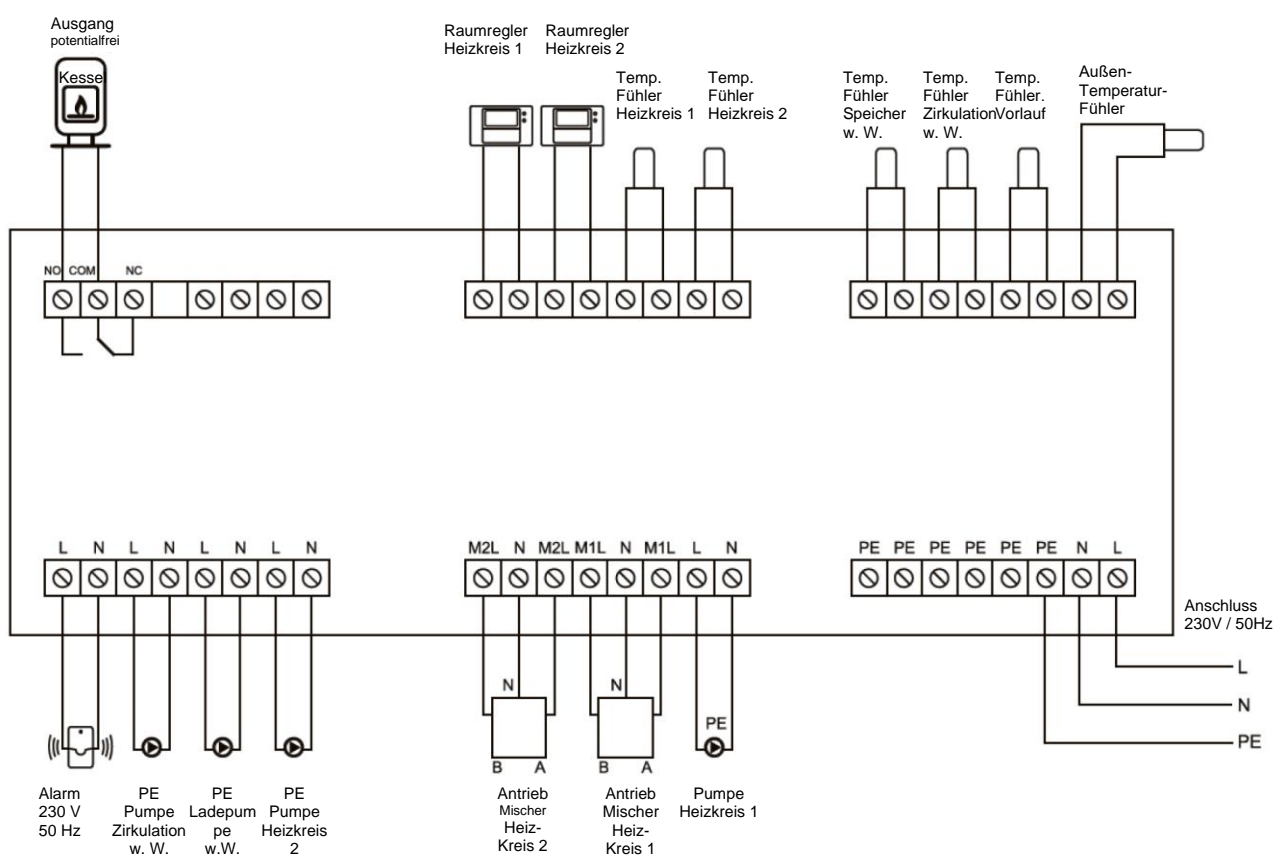 Ausgang
potentialfrei
Kesse
Raumregler
Heizkreis 1
Raumregler
Heizkreis 2
Temp.
Fühler
Heizkreis 1
Temp.
Fühler
Heizkreis 2
Temp.
Fühler
Speicher
w. W.
Temp.
Fühler
Zirkulation
w. W.
Temp.
Fühler.
Vorlauf
Außen-
Temperatur-
Fühler
NO COM NC
L N L N L N L N
M2L N M2L M1L N M1L L N
PE PE PE PE PE PE N L
Anschluss
230V / 50Hz
L
N
PE
N
B A
N
B A
PE
Alarm
230 V
50 Hz
PE
Pumpe
Zirkulation
w. W.
PE
Ladepum
pe
w.W.
PE
Pumpe
Heizkreis
2
Antrieb
Mischer
Heiz-
Kreis 2
Antrieb
Mischer
Heiz-
Kreis 1
Pumpe
Heizkreis 1